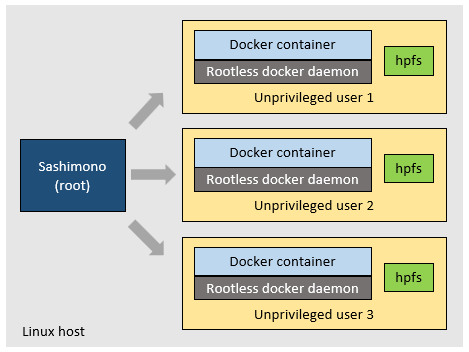 Docker container
Rootless docker daemon
hpfs
Unprivileged user 1
Sashimono
(root)
Docker container
Rootless docker daemon
hpfs
Unprivileged user 2
Docker container
Rootless docker daemon
hpfs
Unprivileged user 3
Linux host